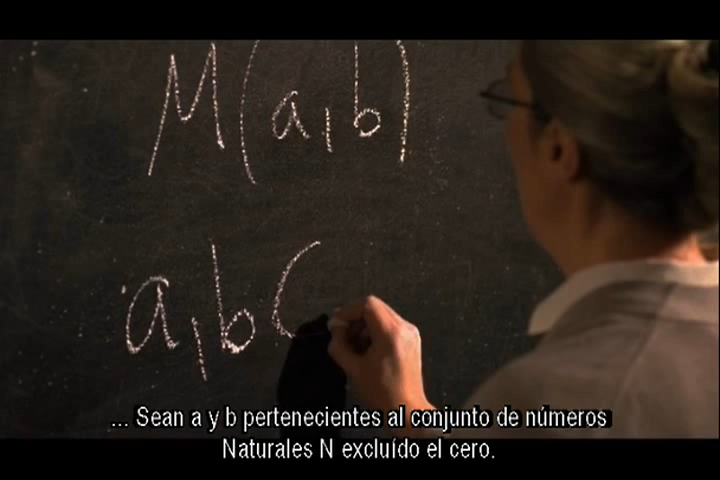 M(a,b)
a,b
... Sean a y b pertenecientes al conjunto de números
Naturales N excluído el cero.